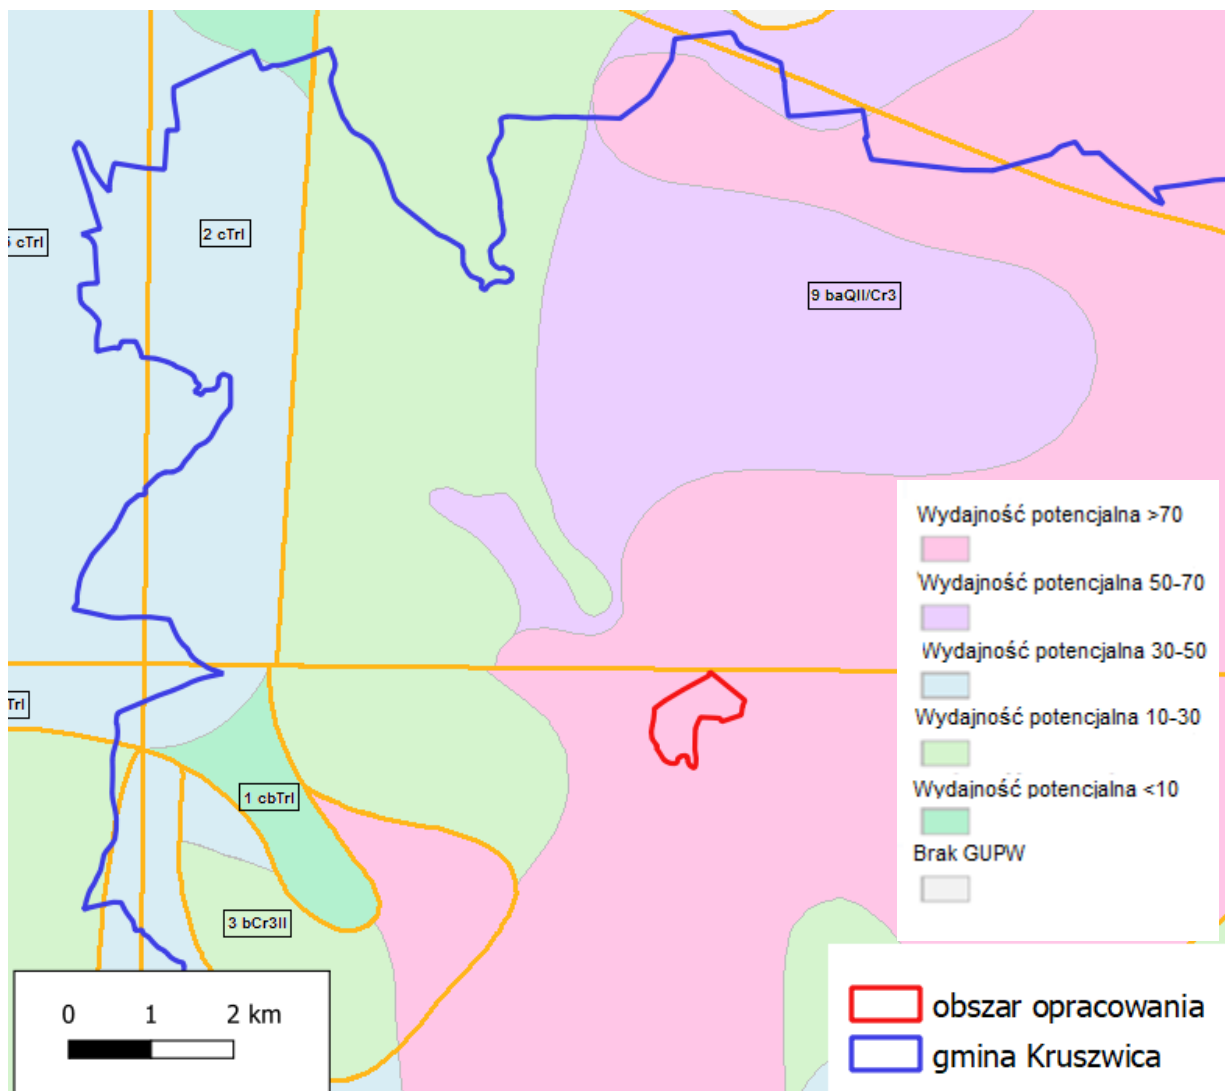 2 cTrI
5 cTrI
9 baQII/Cr3
Wydajność potencjalna >70
Wydajność potencjalna 50-70
Wydajność potencjalna 30-50
TrI
Wydajność potencjalna 10-30
Wydajność potencjalna <10
1 cbTrI
Brak GUPW
3 bCr3II
0 1 2 km
obszar opracowania
gmina Kruszwica